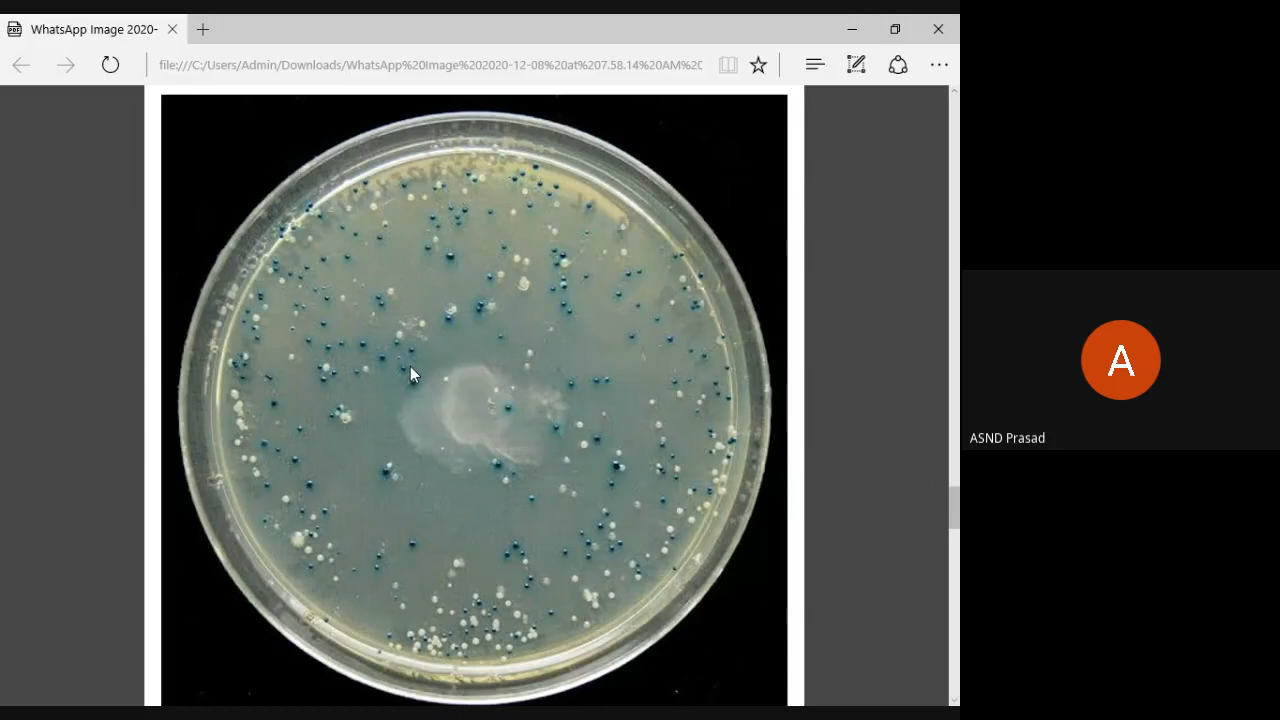 WhatsApp Image 2020-
file:///C:/Users/Admin/Downloads/WhatsApp%20Image%202020-12-08%20at%207.58.14%20AM%20
A
ASND Prasad